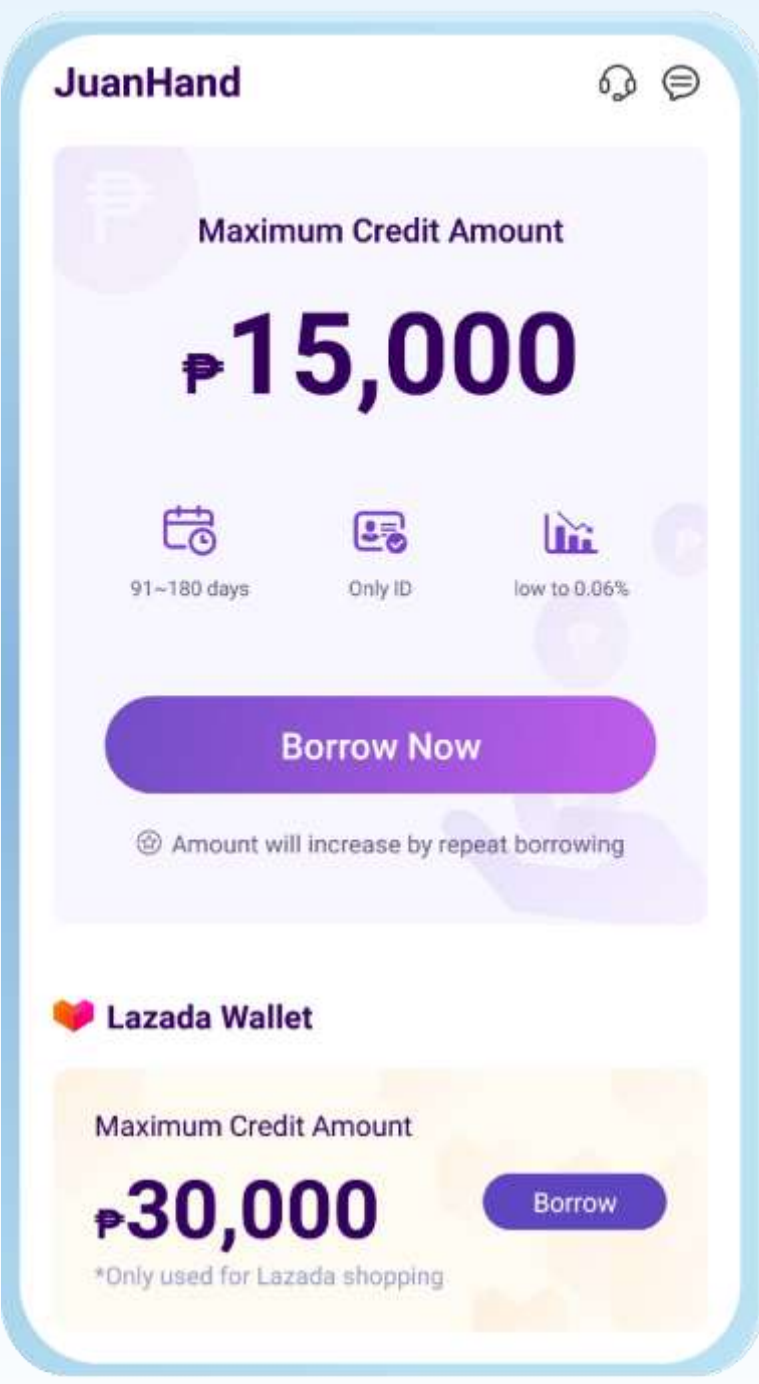 JuanHand
Maximum Credit Amount
₱15,000
91~180 days
Only ID
low to 0.06%
Borrow Now
Amount will increase by repeat borrowing
Lazada Wallet
Maximum Credit Amount
₱30,000
Borrow
*Only used for Lazada shopping